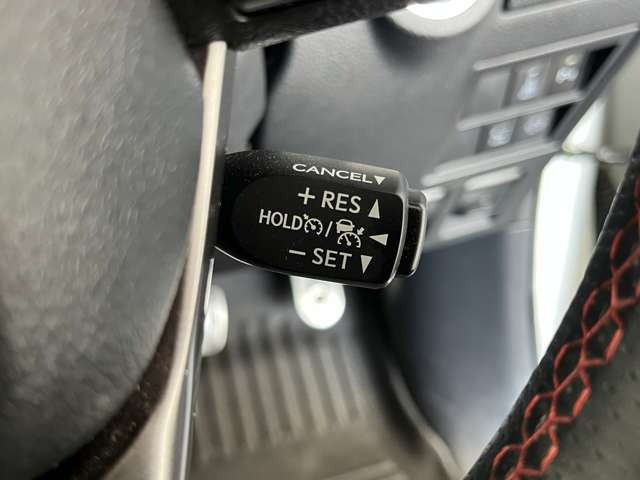 CANCEL▼
+RES▲
HOLD / ◀
−SET▼